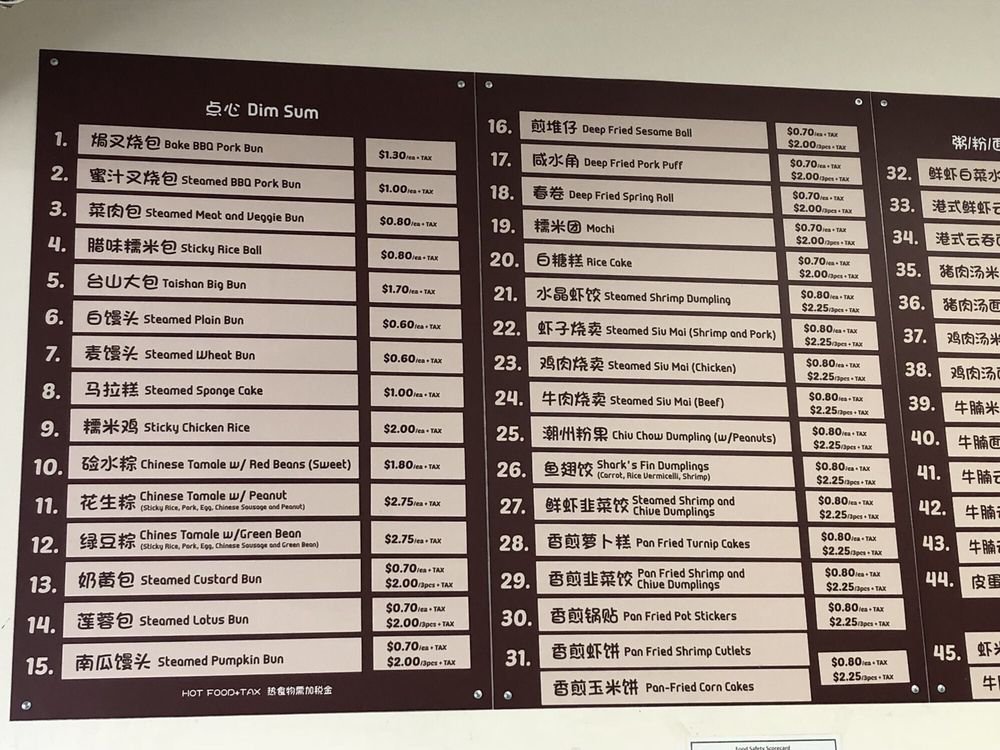 点心 Dim Sum
1. 焗叉烧包 Bake BBQ Pork Bun $1.30/ea + TAX
2. 蜜汁叉烧包 Steamed BBQ Pork Bun $1.00/ea + TAX
3. 菜肉包 Steamed Meat and Veggie Bun $0.80/ea + TAX
4. 腊味糯米包 Sticky Rice Ball $0.80/ea + TAX
5. 台山大包 Taishan Big Bun $1.70/ea + TAX
6. 白馒头 Steamed Plain Bun $0.60/ea + TAX
7. 麦馒头 Steamed Wheat Bun $0.60/ea + TAX
8. 马拉糕 Steamed Sponge Cake $1.00/ea + TAX
9. 糯米鸡 Sticky Chicken Rice $2.00/ea + TAX
10. 硷水粽 Chinese Tamale w/ Red Beans (Sweet) $1.80/ea + TAX
11. 花生粽 Chinese Tamale w/ Peanut $2.75/ea + TAX
(Sticky Rice, Pork, Egg, Chinese Sausage and Peanut)
12. 绿豆粽 Chines Tamale w/Green Bean $2.75/ea + TAX
(Sticky Rice, Pork, Egg, Chinese Sausage and Green Bean)
13. 奶黄包 Steamed Custard Bun $0.70/ea + TAX
$2.00/3pcs + TAX
14. 莲蓉包 Steamed Lotus Bun $0.70/ea + TAX
$2.00/3pcs + TAX
15. 南瓜馒头 Steamed Pumpkin Bun $0.70/ea + TAX
$2.00/3pcs + TAX
HOT FOOD+TAX 热食物需加税金
16. 煎堆仔 Deep Fried Sesame Ball $0.70/ea + TAX
$2.00/3pcs + TAX
17. 咸水角 Deep Fried Pork Puff $0.70/ea + TAX
$2.00/3pcs + TAX
18. 春卷 Deep Fried Spring Roll $0.70/ea + TAX
$2.00/3pcs + TAX
19. 糯米团 Mochi $0.70/ea + TAX
$2.00/3pcs + TAX
20. 白糖糕 Rice Cake $0.70/ea + TAX
$2.00/3pcs + TAX
21. 水晶虾饺 Steamed Shrimp Dumpling $0.80/ea + TAX
$2.25/3pcs + TAX
22. 虾子烧卖 Steamed Siu Mai (Shrimp and Pork) $0.80/ea + TAX
$2.25/3pcs + TAX
23. 鸡肉烧卖 Steamed Siu Mai (Chicken) $0.80/ea + TAX
$2.25/3pcs + TAX
24. 牛肉烧卖 Steamed Siu Mai (Beef) $0.80/ea + TAX
$2.25/3pcs + TAX
25. 潮州粉果 Chiu Chow Dumpling (w/Peanuts) $0.80/ea + TAX
$2.25/3pcs + TAX
26. 鱼翅饺 Shark's Fin Dumplings $0.80/ea + TAX
(Carrot, Rice Vermicelli, Shrimp) $2.25/3pcs + TAX
27. 鲜虾韭菜饺 Steamed Shrimp and $0.80/ea + TAX
Chive Dumplings $2.25/3pcs + TAX
28. 香煎萝卜糕 Pan Fried Turnip Cakes $0.80/ea + TAX
$2.25/3pcs + TAX
29. 香煎韭菜饺 Pan Fried Shrimp and $0.80/ea + TAX
Chive Dumplings $2.25/3pcs + TAX
30. 香煎锅贴 Pan Fried Pot Stickers $0.80/ea + TAX
$2.25/3pcs + TAX
31. 香煎虾饼 Pan Fried Shrimp Cutlets $0.80/ea + TAX
香煎玉米饼 Pan-Fried Corn Cakes $2.25/3pcs + TAX
粥/粉/面
32. 鲜虾白菜水
33. 港式鲜虾云
34. 港式云吞面
35. 猪肉汤米
36. 猪肉汤面
37. 鸡肉汤米
38. 鸡肉汤面
39. 牛腩米
40. 牛腩面
41. 牛腩云
42. 牛腩
43. 牛腩
44. 皮蛋
45. 虾米
牛
Food Safety Scorecard